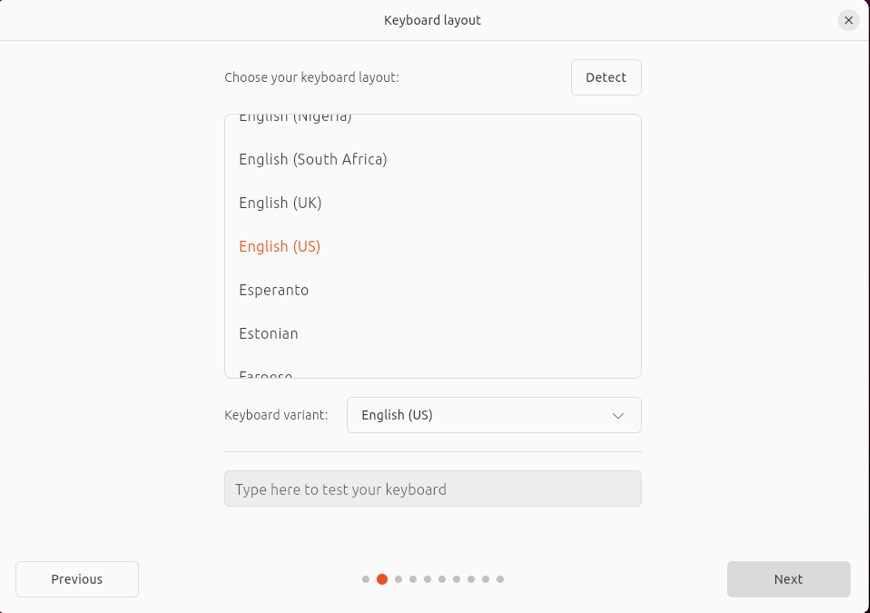 Keyboard layout
Choose your keyboard layout:
Detect
English (Nigeria)
English (South Africa)
English (UK)
English (US)
Esperanto
Estonian
Faroese
Keyboard variant:
English (US)
Type here to test your keyboard
Previous
Next